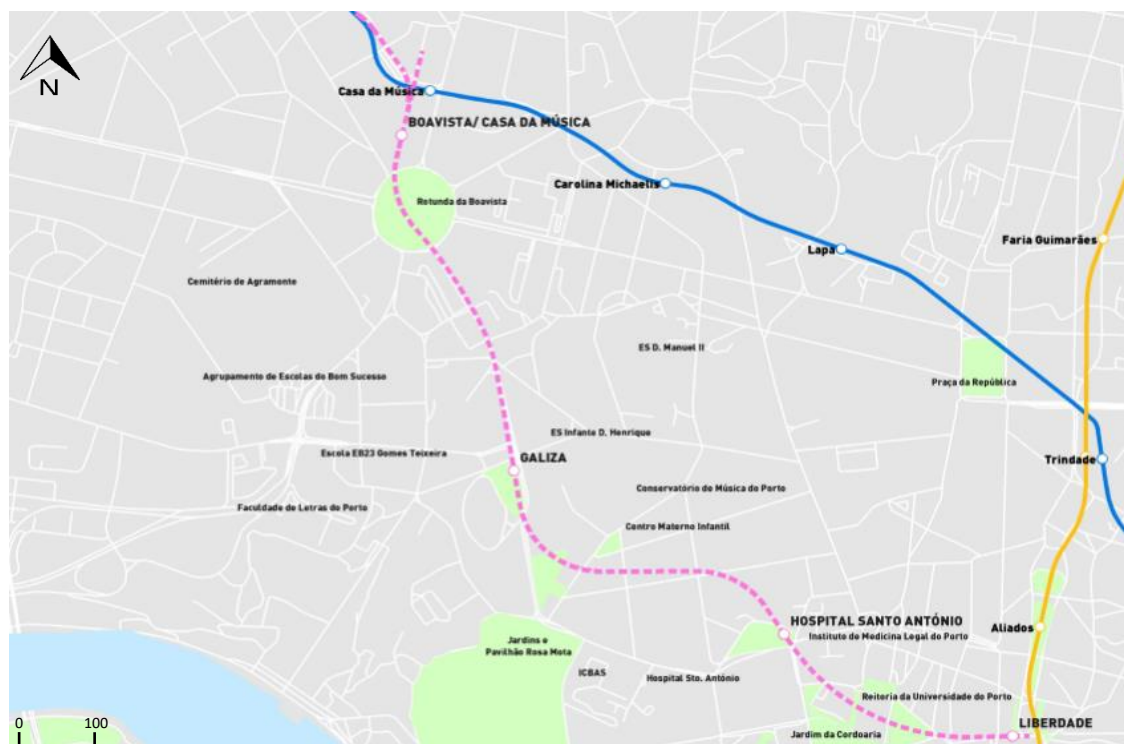 N
Casa da Música
BOAVISTA/ CASA DA MÚSICA
Carolina Michaelis
Rotunda da Boavista
Faria Guimarães
Lapa
Cemitério de Agramonte
ES D. Manuel II
Agrupamento de Escolas do Bom Sucesso
Praça da República
ES Infante D. Henrique
Escola EB23 Gomes Teixeira
GALIZA
Trindade
Conservatório de Música do Porto
Faculdade de Letras do Porto
Centro Materno Infantil
HOSPITAL SANTO ANTÓNIO
Instituto de Medicina Legal do Porto
Aliados
Jardins e
Pavilhão Rosa Mota
ICBAS
Hospital Sto. António
Reitoria da Universidade do Porto
LIBERDADE
Jardim da Cordoaria
0 100